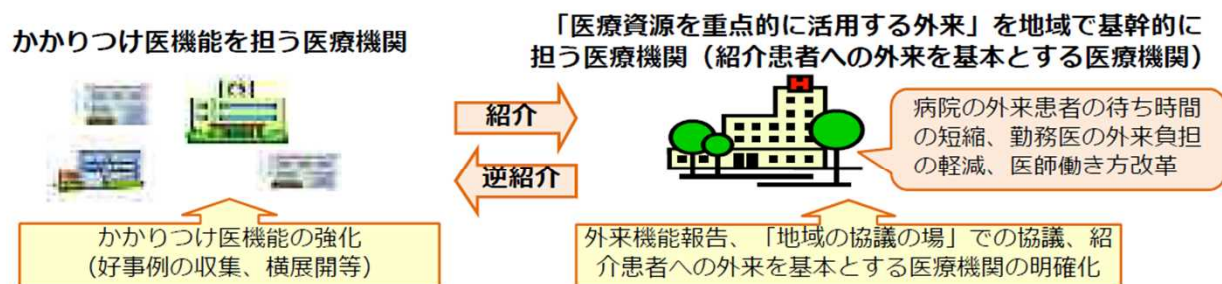 かかりつけ医機能を担う医療機関
「医療資源を重点的に活用する外来」を地域で基幹的に
担う医療機関（紹介患者への外来を基本とする医療機関）
紹介
逆紹介
H
病院の外来患者の待ち時間
の短縮、勤務医の外来負担
の軽減、医師働き方改革
かかりつけ医機能の強化
（好事例の収集、横展開等）
外来機能報告、「地域の協議の場」での協議、紹
介患者への外来を基本とする医療機関の明確化